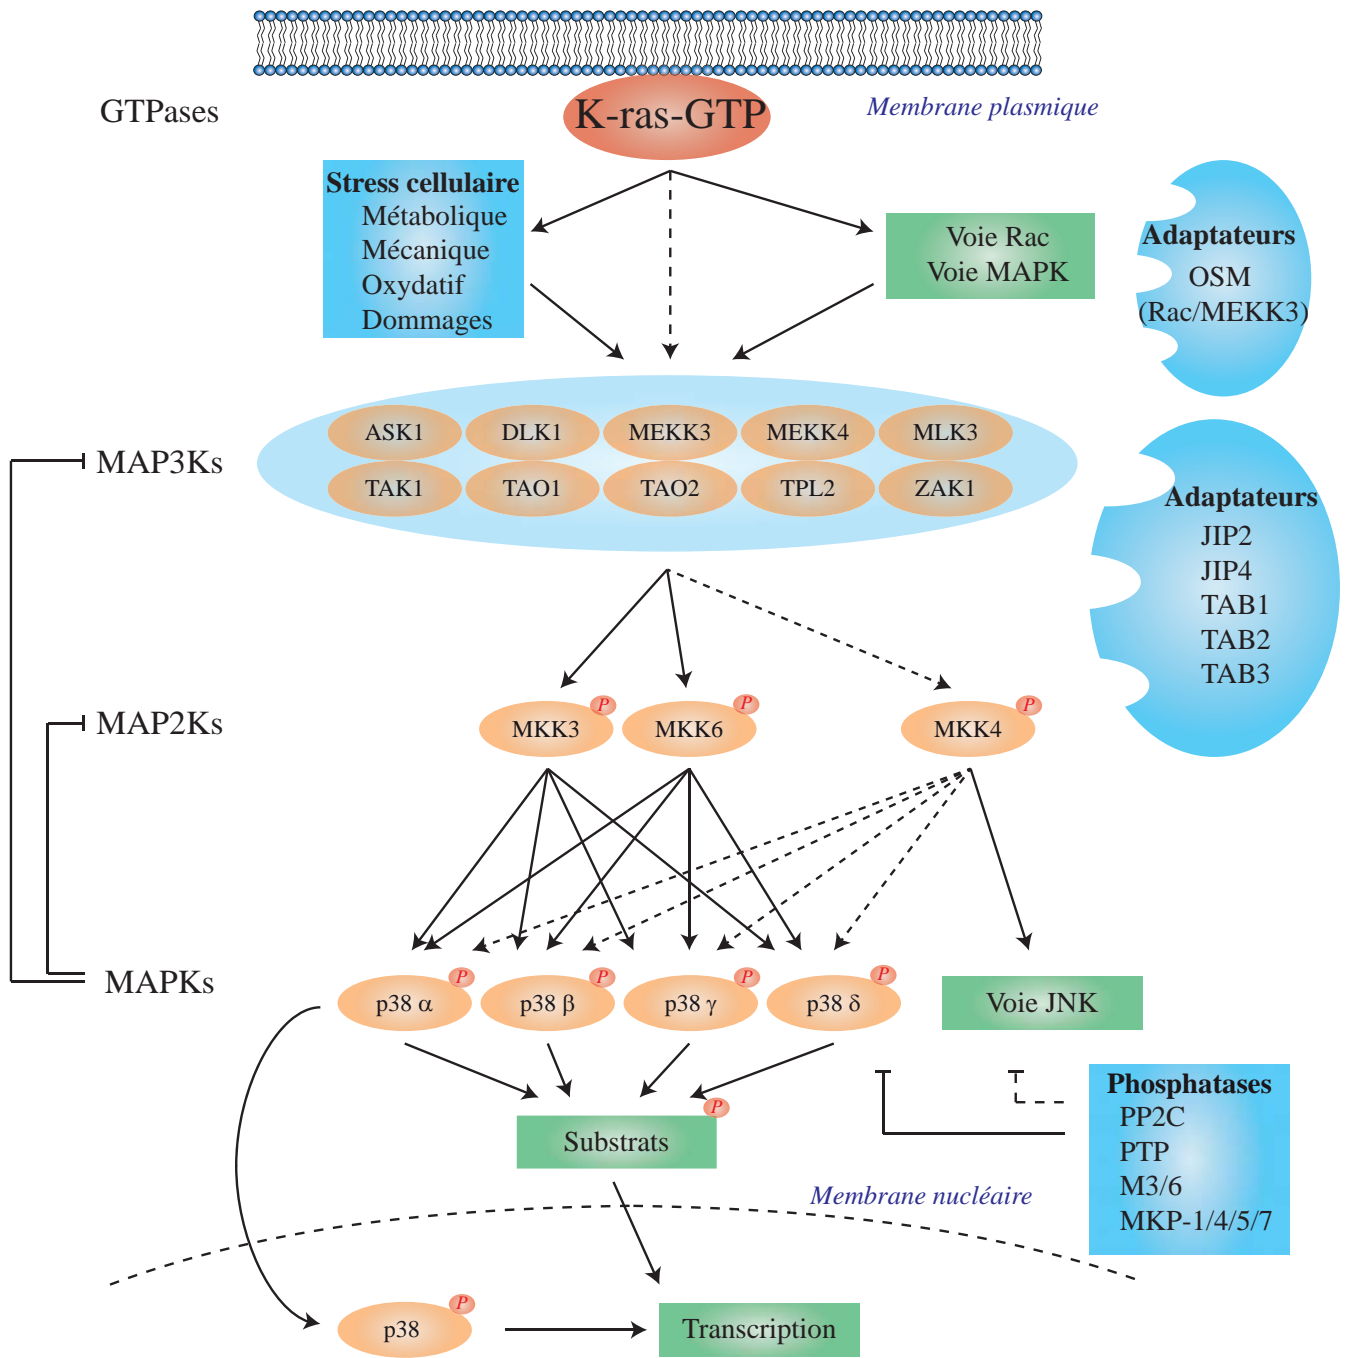 GTPases
K-ras-GTP
Membrane plasmique
Stress cellulaire
Métabolique
Mécanique
Oxydatif
Dommages
Voie Rac
Voie MAPK
Adaptateurs
OSM
(Rac/MEKK3)
MAP3Ks
ASK1
DLK1
MEKK3
MEKK4
MLK3
TAK1
TAO1
TAO2
TPL2
ZAK1
Adaptateurs
JIP2
JIP4
TAB1
TAB2
TAB3
MAP2Ks
MKK3
P
MKK6
P
MKK4
P
MAPKs
p38 α
P
p38 β
P
p38 γ
P
p38 δ
P
Voie JNK
Phosphatases
PP2C
PTP
M3/6
MKP-1/4/5/7
Substrats
P
Membrane nucléaire
p38
P
Transcription